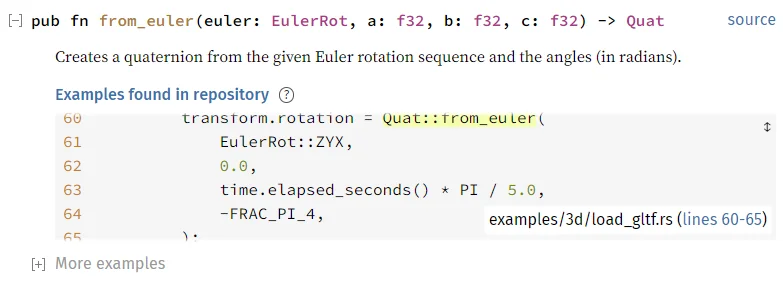 [−] pub fn from_euler(euler: EulerRot, a: f32, b: f32, c: f32) -> Quat source
Creates a quaternion from the given Euler rotation sequence and the angles (in radians).
Examples found in repository ?
60 transform.rotation = Quat::from_euler(
61 EulerRot::ZYX,
62 0.0,
63 time.elapsed_seconds() * PI / 5.0,
64 -FRAC_PI_4,
65 );
examples/3d/load_gltf.rs (lines 60-65)
[+] More examples